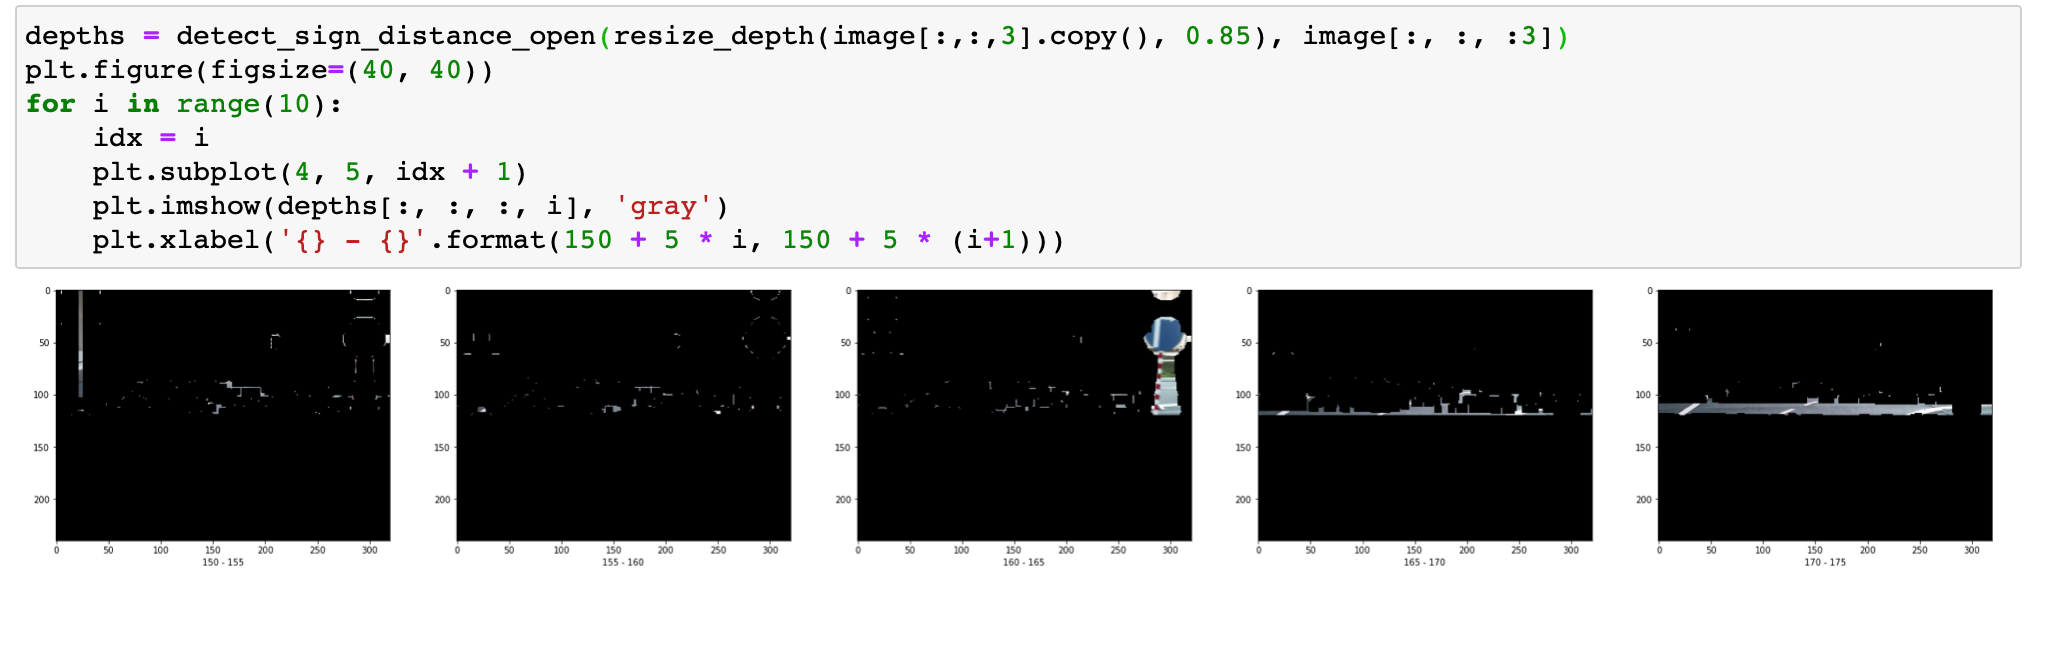 depths = detect_sign_distance_open(resize_depth(image[:,:,3].copy(), 0.85), image[:, :, :3])
plt.figure(figsize=(40, 40))
for i in range(10):
    idx = i
    plt.subplot(4, 5, idx + 1)
    plt.imshow(depths[:, :, :, i], 'gray')
    plt.xlabel('{} - {}'.format(150 + 5 * i, 150 + 5 * (i+1)))
0
50
100
150
200
0 50 100 150 200 250 300
150 - 155
0
50
100
150
200
0 50 100 150 200 250 300
155 - 160
0
50
100
150
200
0 50 100 150 200 250 300
160 - 165
0
50
100
150
200
0 50 100 150 200 250 300
165 - 170
0
50
100
150
200
0 50 100 150 200 250 300
170 - 175